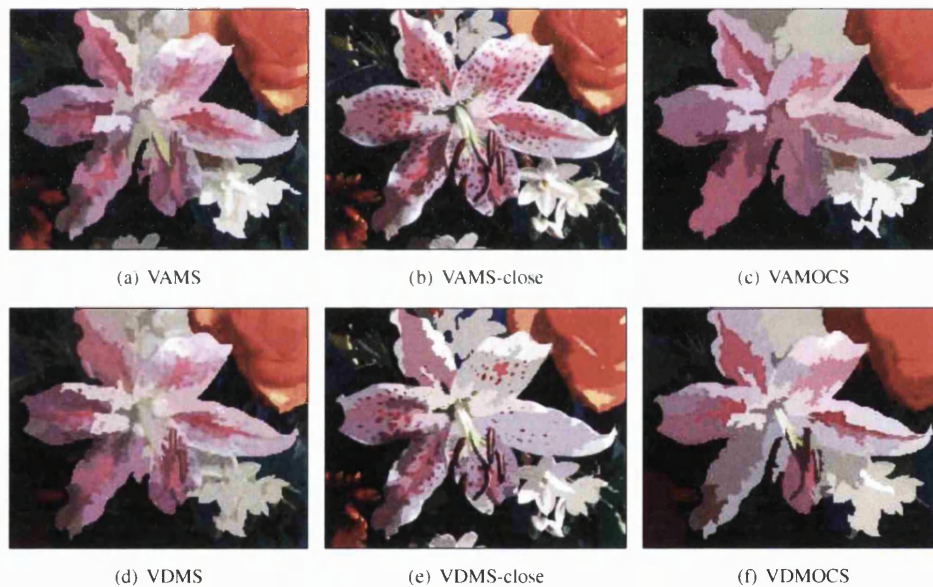 (a) VAMS
(b) VAMS-close
(c) VAMOCS
(d) VDMS
(e) VDMS-close
(f) VDMOCS